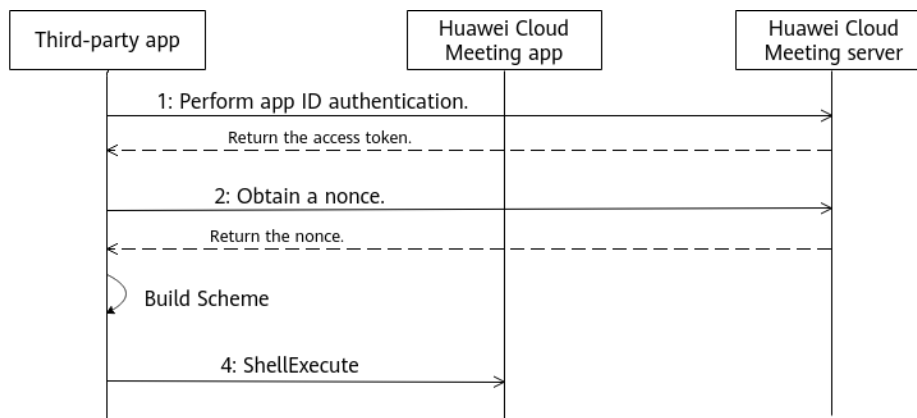 Third-party app
Huawei Cloud
Meeting app
Huawei Cloud
Meeting server
1: Perform app ID authentication.
Return the access token.
2: Obtain a nonce.
Return the nonce.
Build Scheme
4: ShellExecute